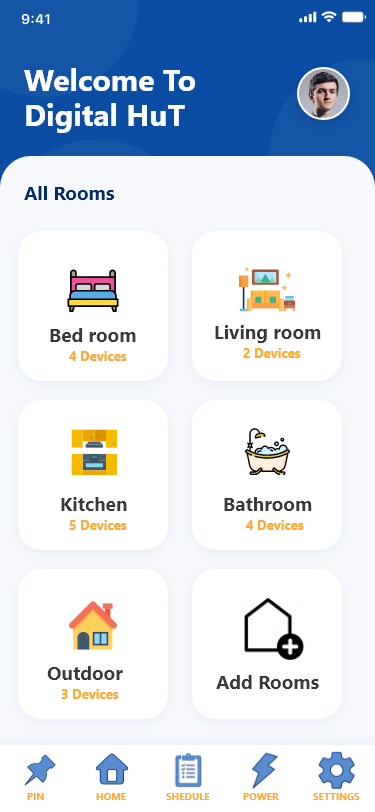 9:41
Welcome To
Digital HuT
All Rooms
Bed room
4 Devices
Living room
2 Devices
Kitchen
5 Devices
Bathroom
4 Devices
Outdoor
3 Devices
Add Rooms
PIN
HOME
SHEDULE
POWER
SETTINGS